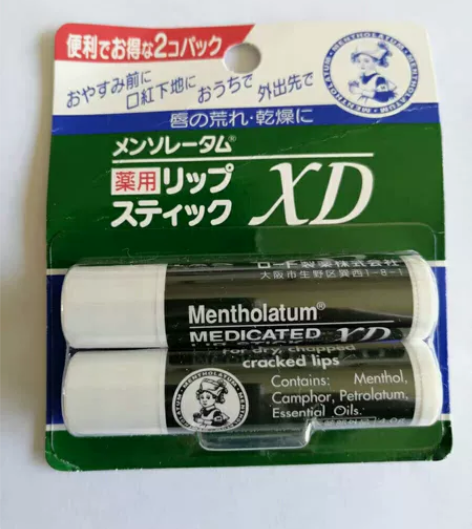 便利でお得な2コパック
おやすみ前に
口紅下地に
おうちで
外出先で
MENTHOLATUM
唇の荒れ・乾燥に
メンソレータム®
薬用リップ
スティック
XD
ロート製薬株式会社
大阪市生野区巽西1-8-1
Mentholatum®
MEDICATED XD
for dry, chapped
cracked lips
MENTHOLATUM
Contains: Menthol,
Camphor, Petrolatum,
Essential Oils.